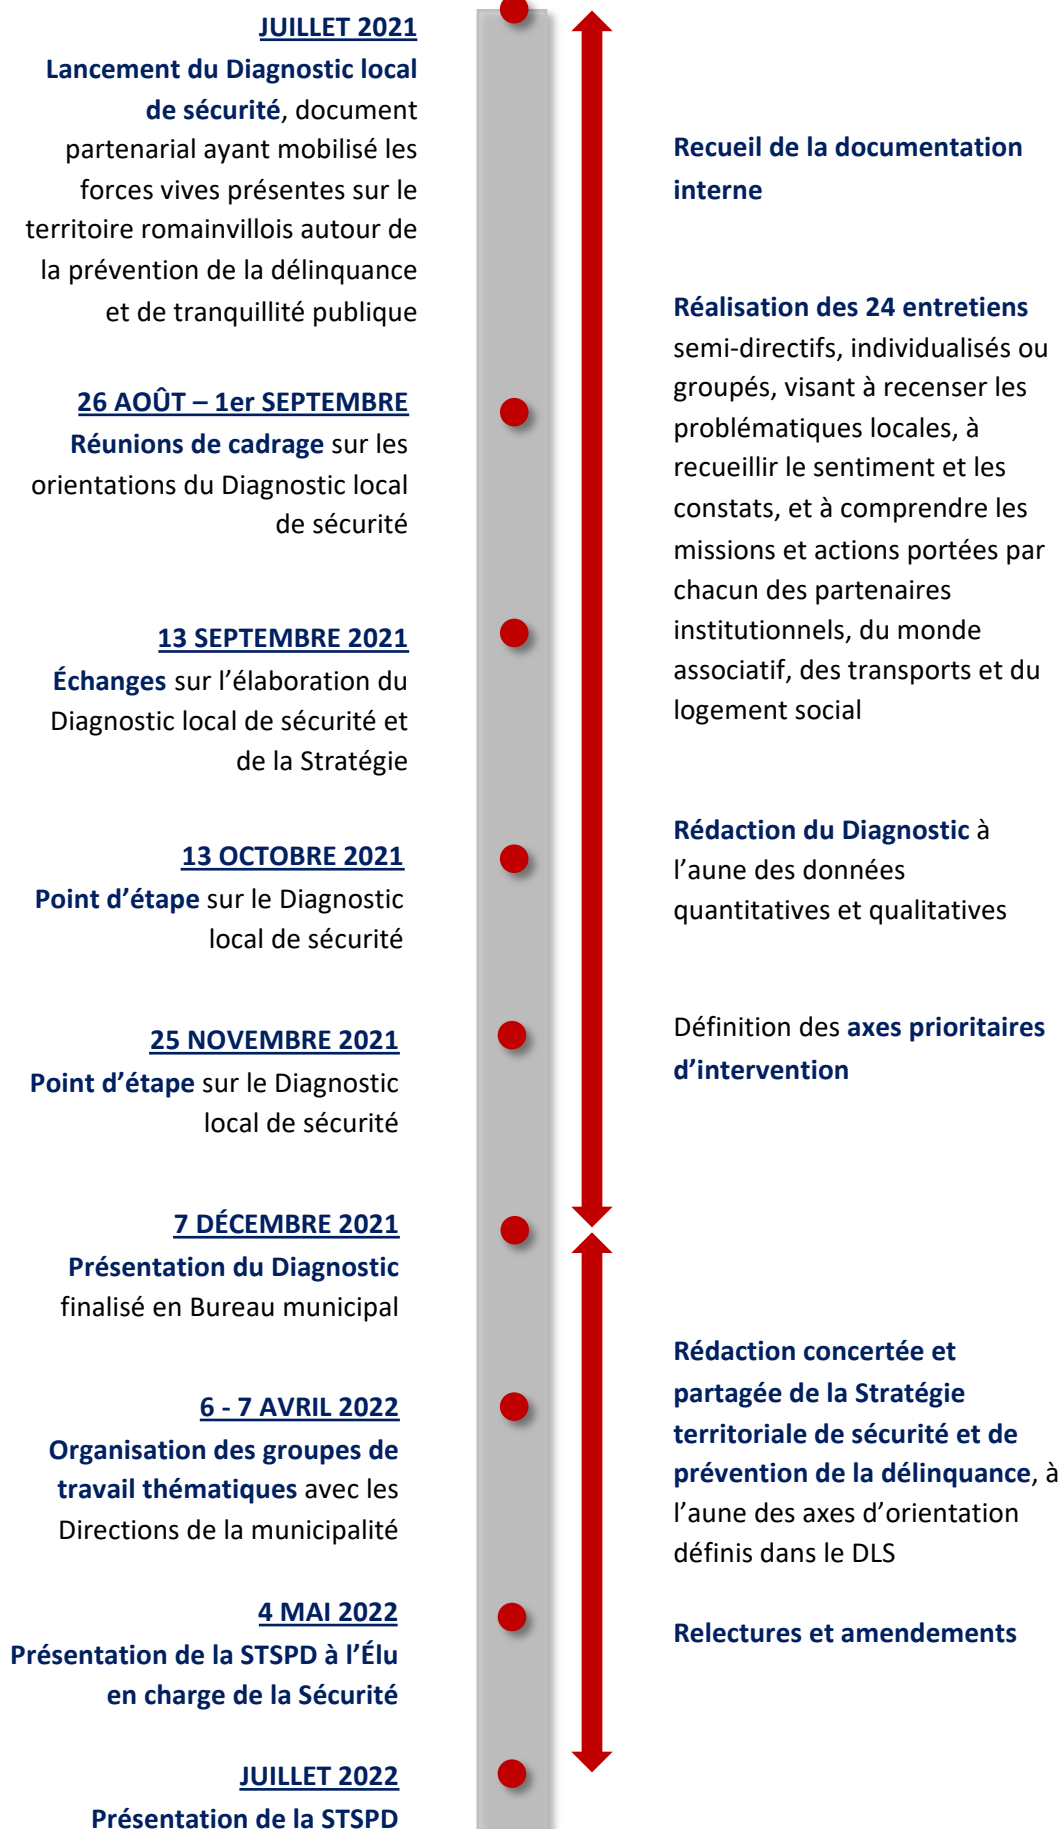 JUILLET 2021
Lancement du Diagnostic local
de sécurité, document
partenarial ayant mobilisé les
forces vives présentes sur le
territoire romainvillois autour de
la prévention de la délinquance
et de tranquillité publique
26 AOÛT – 1er SEPTEMBRE
Réunions de cadrage sur les
orientations du Diagnostic local
de sécurité
13 SEPTEMBRE 2021
Échanges sur l’élaboration du
Diagnostic local de sécurité et
de la Stratégie
13 OCTOBRE 2021
Point d’étape sur le Diagnostic
local de sécurité
25 NOVEMBRE 2021
Point d’étape sur le Diagnostic
local de sécurité
7 DÉCEMBRE 2021
Présentation du Diagnostic
finalisé en Bureau municipal
6 - 7 AVRIL 2022
Organisation des groupes de
travail thématiques avec les
Directions de la municipalité
4 MAI 2022
Présentation de la STSPD à l’Élu
en charge de la Sécurité
JUILLET 2022
Présentation de la STSPD
Recueil de la documentation
interne
Réalisation des 24 entretiens
semi-directifs, individualisés ou
groupés, visant à recenser les
problématiques locales, à
recueillir le sentiment et les
constats, et à comprendre les
missions et actions portées par
chacun des partenaires
institutionnels, du monde
associatif, des transports et du
logement social
Rédaction du Diagnostic à
l’aune des données
quantitatives et qualitatives
Définition des axes prioritaires
d’intervention
Rédaction concertée et
partagée de la Stratégie
territoriale de sécurité et de
prévention de la délinquance, à
l’aune des axes d’orientation
définis dans le DLS
Relectures et amendements